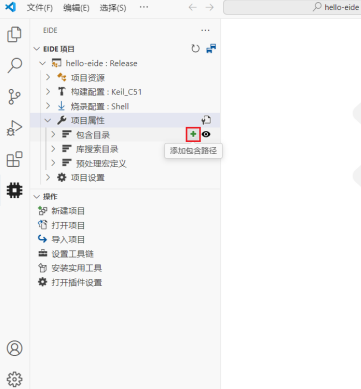 文件(F) 编辑(E) 选择(S) ··· hello-eide
EIDE ···
EIDE 项目
hello-eide : Release
项目资源
构建配置 : Keil_C51
烧录配置 : Shell
项目属性
包含目录
添加包含路径
库搜索目录
预处理宏定义
项目设置
操作
新建项目
打开项目
导入项目
设置工具链
安装实用工具
打开插件设置